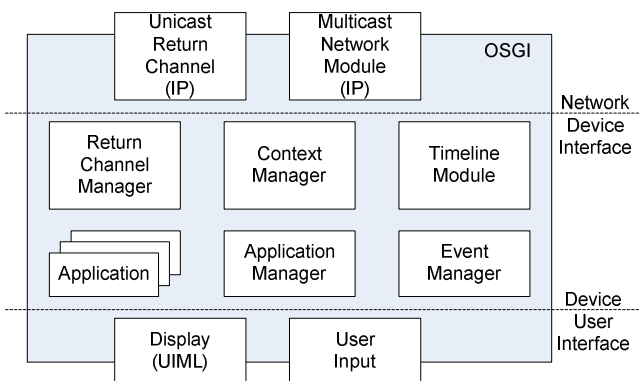 Unicast
Return
Channel
(IP)
Multicast
Network
Module
(IP)
OSGI
Network
Device
Interface
Return
Channel
Manager
Context
Manager
Timeline
Module
Application
Application
Manager
Event
Manager
Device
User
Interface
Display
(UIML)
User
Input